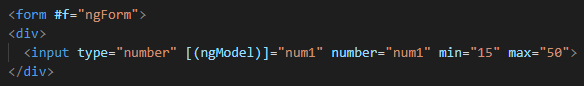 <form #f="ngForm">
<div>
<input type="number" [(ngModel)]="num1" number="num1" min="15" max="50">
</div>